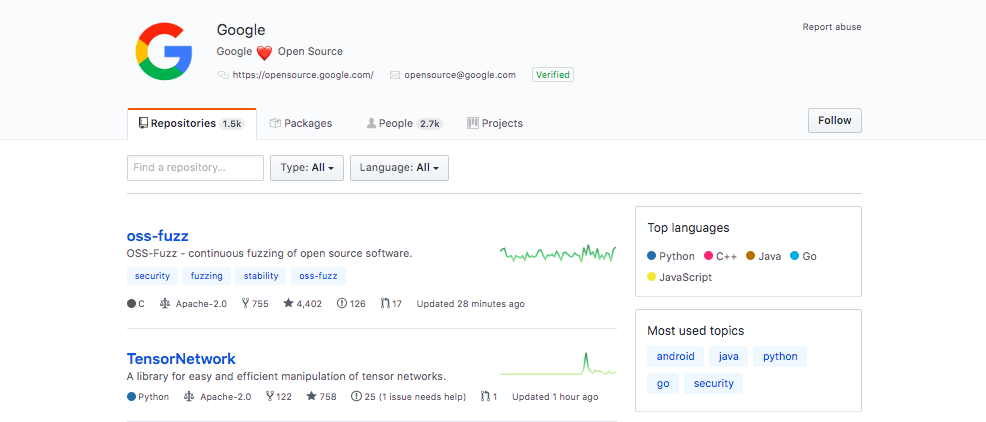 Google
Report abuse
Google ❤️ Open Source
https://opensource.google.com/ opensource@google.com Verified
Repositories 1.5k Packages People 2.7k Projects Follow
Find a repository... Type: All Language: All
oss-fuzz
OSS-Fuzz - continuous fuzzing of open source software.
security fuzzing stability oss-fuzz
C Apache-2.0 755 4,402 126 17 Updated 28 minutes ago
TensorNetwork
A library for easy and efficient manipulation of tensor networks.
Python Apache-2.0 122 758 25 (1 issue needs help) 1 Updated 1 hour ago
Top languages
Python C++ Java Go
JavaScript
Most used topics
android java python
go security